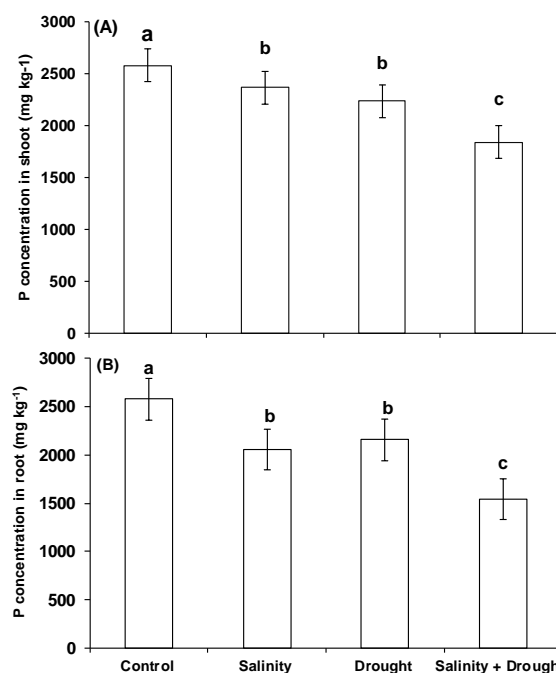 (A)
P concentration in shoot (mg kg-1)
3000
2500
2000
1500
1000
500
0
a
b
b
c
(B)
P concentration in root (mg kg-1)
3000
2500
2000
1500
1000
500
0
a
b
b
c
Control Salinity Drought Salinity + Drough